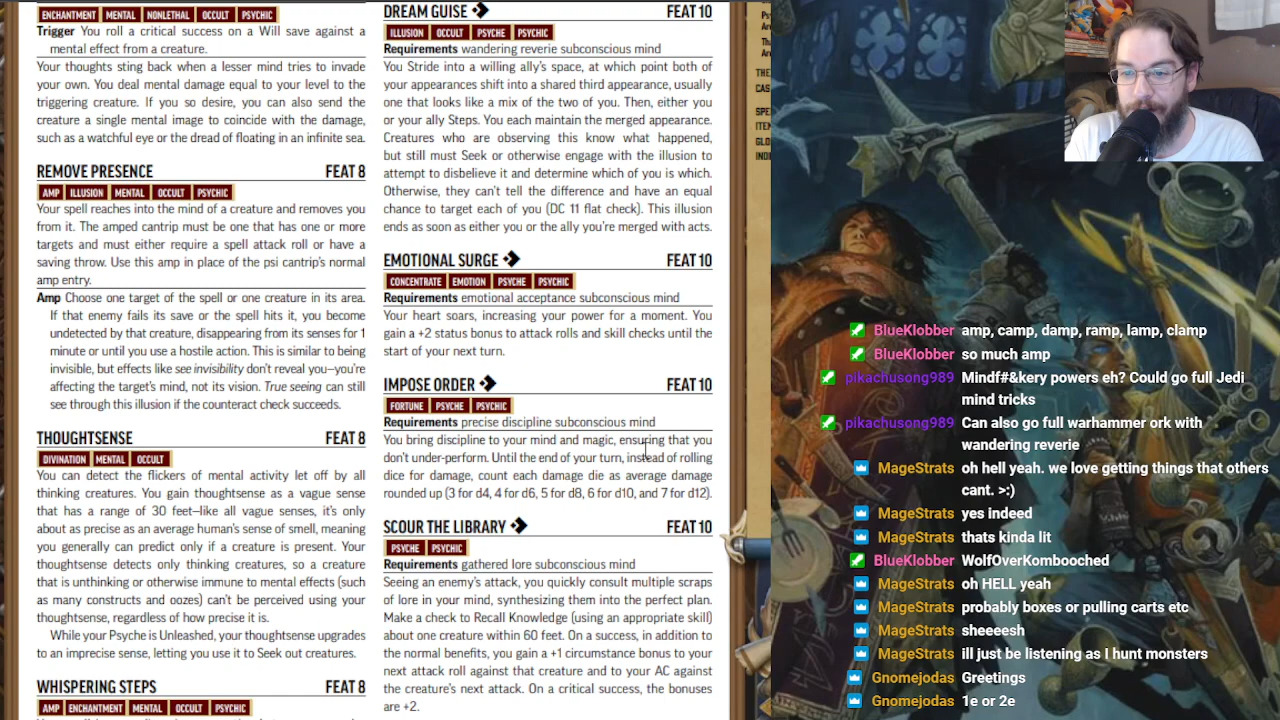 ENCHANTMENT MENTAL NONLETHAL OCCULT PSYCHIC
Trigger You roll a critical success on a Will save against a
mental effect from a creature.
Your thoughts sting back when a lesser mind tries to invade
your own. You deal mental damage equal to your level to the
triggering creature. If you so desire, you can also send the
creature a single mental image to coincide with the damage,
such as a watchful eye or the dread of floating in an infinite sea.
REMOVE PRESENCE FEAT 8
AMP ILLUSION MENTAL OCCULT PSYCHIC
Your spell reaches into the mind of a creature and removes you
from it. The amped cantrip must be one that has one or more
targets and must either require a spell attack roll or have a
saving throw. Use this amp in place of the psi cantrip's normal
amp entry.
Amp Choose one target of the spell or one creature in its area.
If that enemy fails its save or the spell hits it, you become
undetected by that creature, disappearing from its senses for 1
minute or until you use a hostile action. This is similar to being
invisible, but effects like see invisibility don't reveal you—you're
affecting the target's mind, not its vision. True seeing can still
see through this illusion if the counteract check succeeds.
THOUGHTSENSE FEAT 8
DIVINATION MENTAL OCCULT
You can detect the flickers of mental activity let off by all
thinking creatures. You gain thoughtsense as a vague sense
that has a range of 30 feet—like all vague senses, it's only
about as precise as an average human's sense of smell, meaning
you generally can predict only if a creature is present. Your
thoughtsense detects only thinking creatures, so a creature
that is unthinking or otherwise immune to mental effects (such
as many constructs and oozes) can't be perceived using your
thoughtsense, regardless of how precise it is.
While your Psyche is Unleashed, your thoughtsense upgrades
to an imprecise sense, letting you use it to Seek out creatures.
WHISPERING STEPS FEAT 8
AMP ENCHANTMENT MENTAL OCCULT PSYCHIC
DREAM GUISE FEAT 10
ILLUSION OCCULT PSYCHE PSYCHIC
Requirements wandering reverie subconscious mind
You Stride into a willing ally's space, at which point both of
your appearances shift into a shared third appearance, usually
one that looks like a mix of the two of you. Then, either you
or your ally Steps. You each maintain the merged appearance.
Creatures who are observing this know what happened,
but still must Seek or otherwise engage with the illusion to
attempt to disbelieve it and determine which of you is which.
Otherwise, they can't tell the difference and have an equal
chance to target each of you (DC 11 flat check). This illusion
ends as soon as either you or the ally you're merged with acts.
EMOTIONAL SURGE FEAT 10
CONCENTRATE EMOTION PSYCHE PSYCHIC
Requirements emotional acceptance subconscious mind
Your heart soars, increasing your power for a moment. You
gain a +2 status bonus to attack rolls and skill checks until the
start of your next turn.
IMPOSE ORDER FEAT 10
FORTUNE PSYCHE PSYCHIC
Requirements precise discipline subconscious mind
You bring discipline to your mind and magic, ensuring that you
don't under-perform. Until the end of your turn, instead of rolling
dice for damage, count each damage die as average damage
rounded up (3 for d4, 4 for d6, 5 for d8, 6 for d10, and 7 for d12).
SCOUR THE LIBRARY FEAT 10
PSYCHE PSYCHIC
Requirements gathered lore subconscious mind
Seeing an enemy's attack, you quickly consult multiple scraps
of lore in your mind, synthesizing them into the perfect plan.
Make a check to Recall Knowledge (using an appropriate skill)
about one creature within 60 feet. On a success, in addition to
the normal benefits, you gain a +1 circumstance bonus to your
next attack roll against that creature and to your AC against
the creature's next attack. On a critical success, the bonuses
are +2.
BlueKlobber amp, camp, damp, ramp, lamp, clamp
BlueKlobber so much amp
pikachusong989 Mindf#&kery powers eh? Could go full Jedi
mind tricks
pikachusong989 Can also go full warhammer ork with
wandering reverie
MageStrats oh hell yeah. we love getting things that others
cant. >:)
MageStrats yes indeed
MageStrats thats kinda lit
BlueKlobber WolfOverKombooched
MageStrats oh HELL yeah
MageStrats probably boxes or pulling carts etc
MageStrats sheeeesh
MageStrats ill just be listening as I hunt monsters
Gnomejodas Greetings
Gnomejodas 1e or 2e